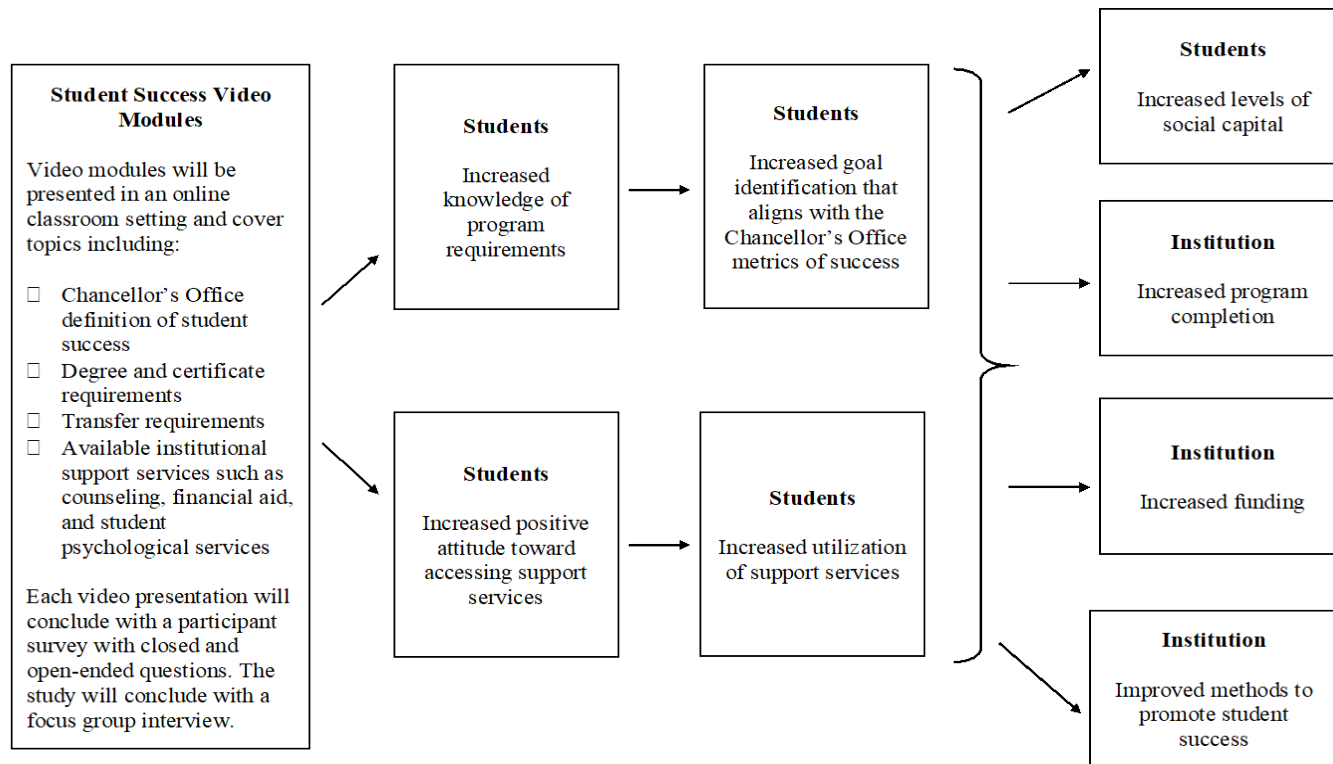 Student Success Video
Modules
Video modules will be
presented in an online
classroom setting and cover
topics including:
☐ Chancellor’s Office
definition of student
success
☐ Degree and certificate
requirements
☐ Transfer requirements
☐ Available institutional
support services such as
counseling, financial aid,
and student
psychological services
Each video presentation will
conclude with a participant
survey with closed and
open-ended questions. The
study will conclude with a
focus group interview.
Students
Increased
knowledge of
program
requirements
Students
Increased goal
identification that
aligns with the
Chancellor’s Office
metrics of success
Students
Increased positive
attitude toward
accessing support
services
Students
Increased utilization
of support services
Students
Increased levels of
social capital
Institution
Increased program
completion
Institution
Increased funding
Institution
Improved methods to
promote student
success